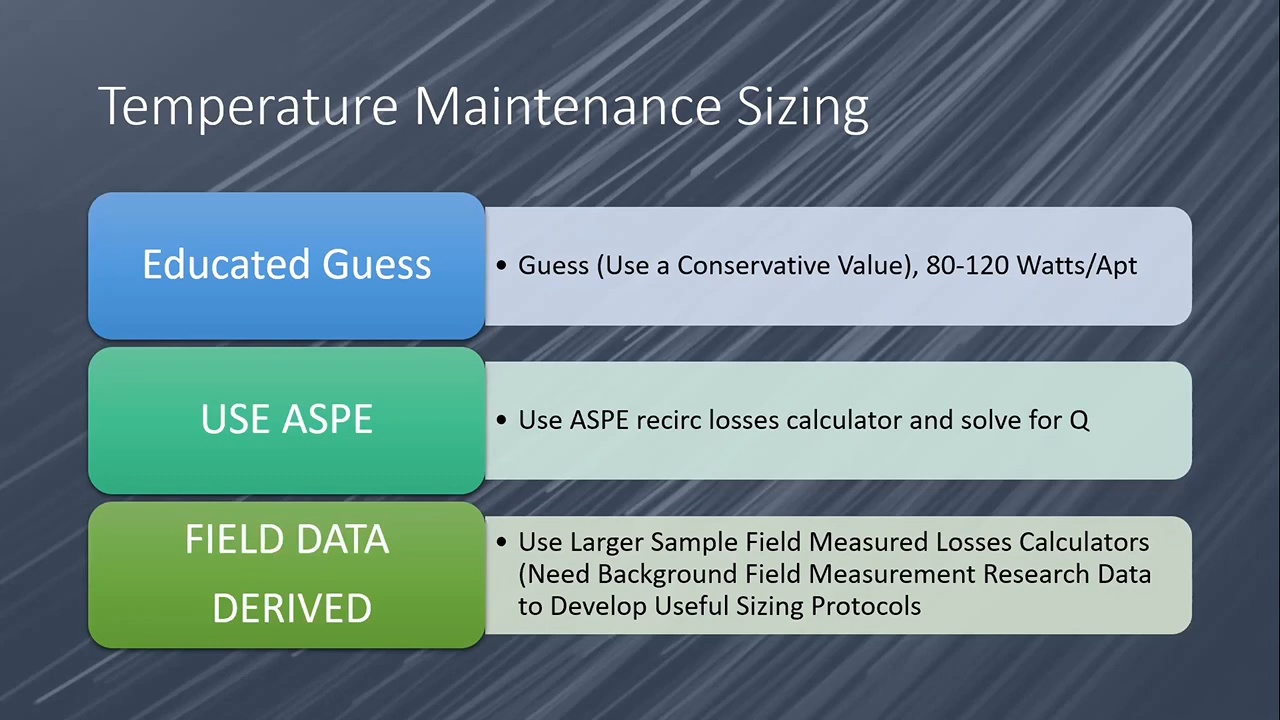 Temperature Maintenance Sizing
Educated Guess
• Guess (Use a Conservative Value), 80-120 Watts/Apt
USE ASPE
• Use ASPE recirc losses calculator and solve for Q
FIELD DATA
DERIVED
• Use Larger Sample Field Measured Losses Calculators
(Need Background Field Measurement Research Data
to Develop Useful Sizing Protocols